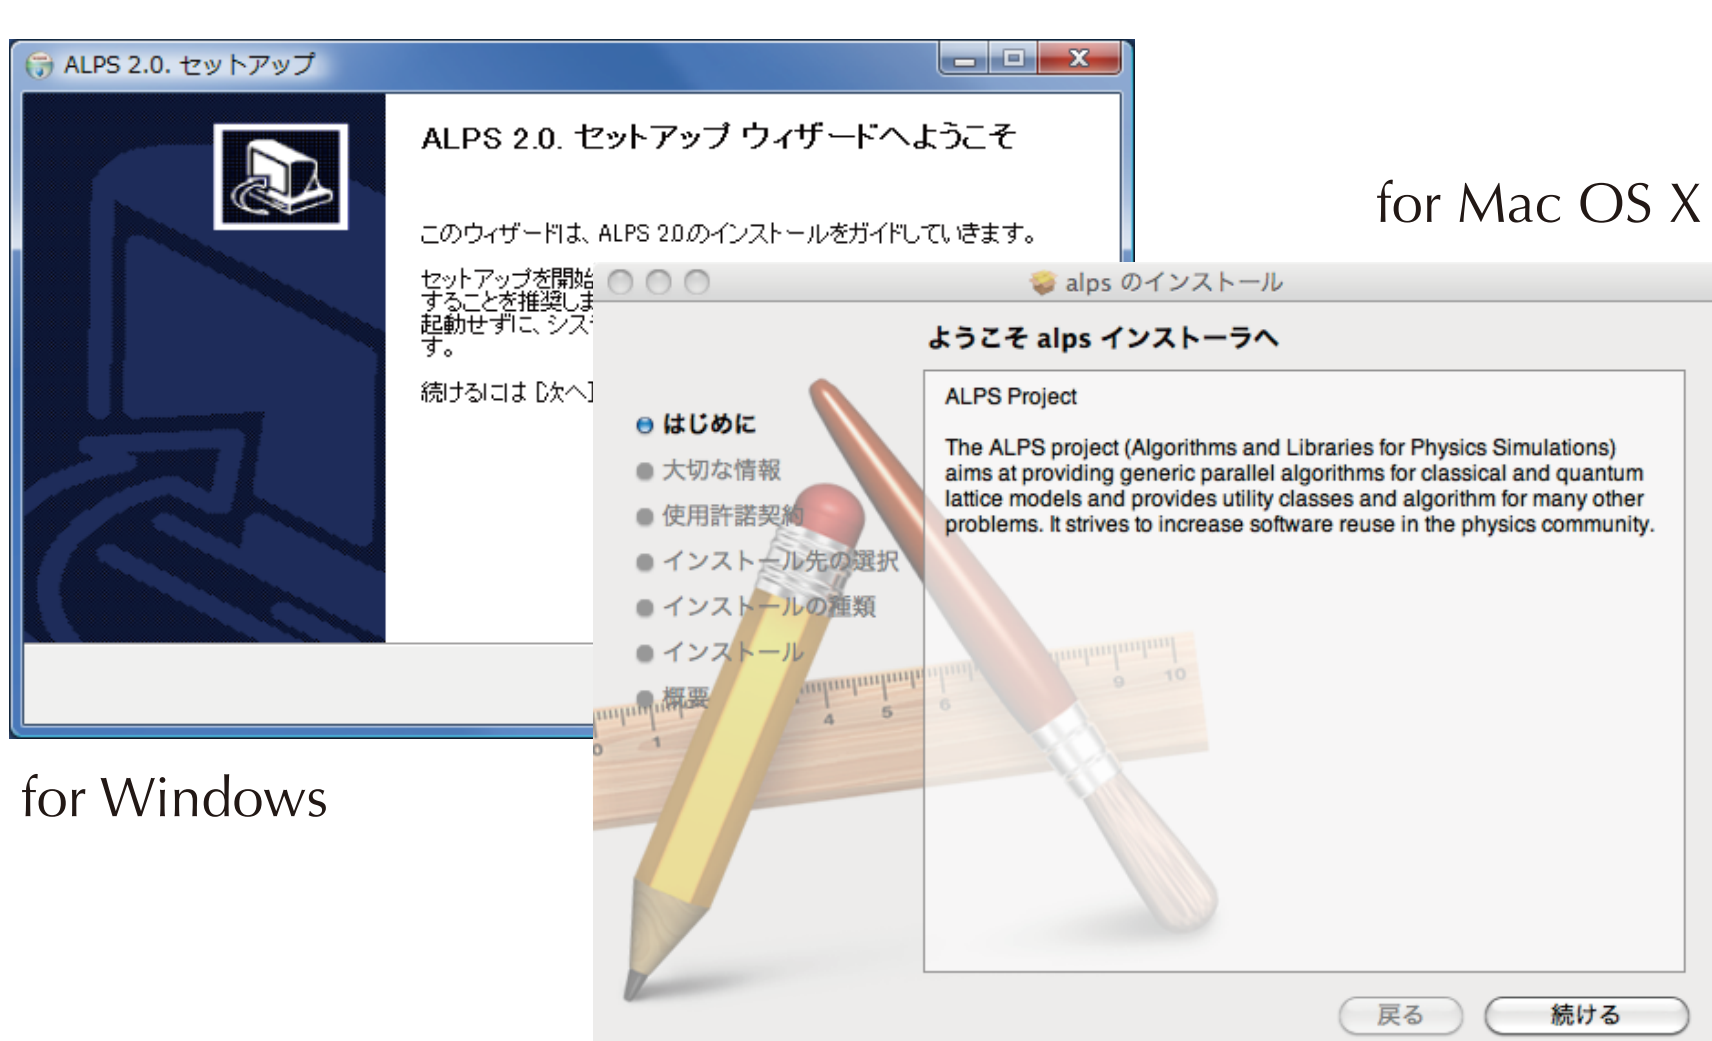 ALPS 2.0. セットアップ
ALPS 2.0. セットアップ ウィザードへようこそ
このウィザードは、ALPS 2.0.のインストールをガイドしていきます。
セットアップを開始
することを推奨しま
起動せずに、シス
す。
続けるには [次へ]
for Windows
for Mac OS X
alps のインストール
ようこそ alps インストーラへ
はじめに
大切な情報
使用許諾契約
インストール先の選択
インストールの種類
インストール
概要
ALPS Project
The ALPS project (Algorithms and Libraries for Physics Simulations)
aims at providing generic parallel algorithms for classical and quantum
lattice models and provides utility classes and algorithm for many other
problems. It strives to increase software reuse in the physics community.
0 1 4 5 6 9 10
戻る
続ける